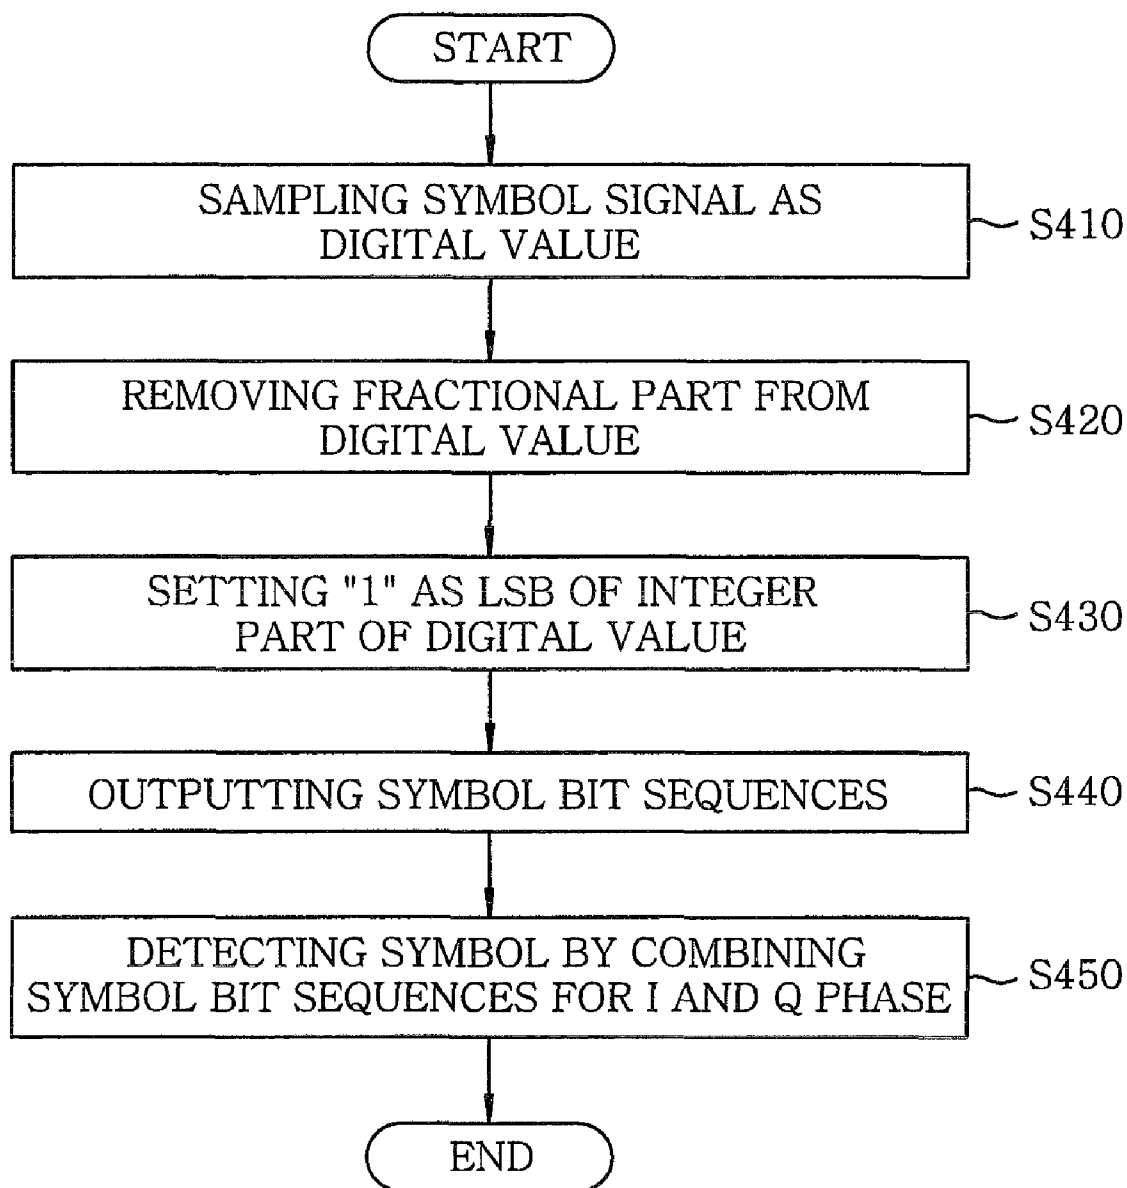 START
SAMPLING SYMBOL SIGNAL AS
DIGITAL VALUE
S410
REMOVING FRACTIONAL PART FROM
DIGITAL VALUE
S420
SETTING "1" AS LSB OF INTEGER
PART OF DIGITAL VALUE
S430
OUTPUTTING SYMBOL BIT SEQUENCES
S440
DETECTING SYMBOL BY COMBINING
SYMBOL BIT SEQUENCES FOR I AND Q PHASE
S450
END